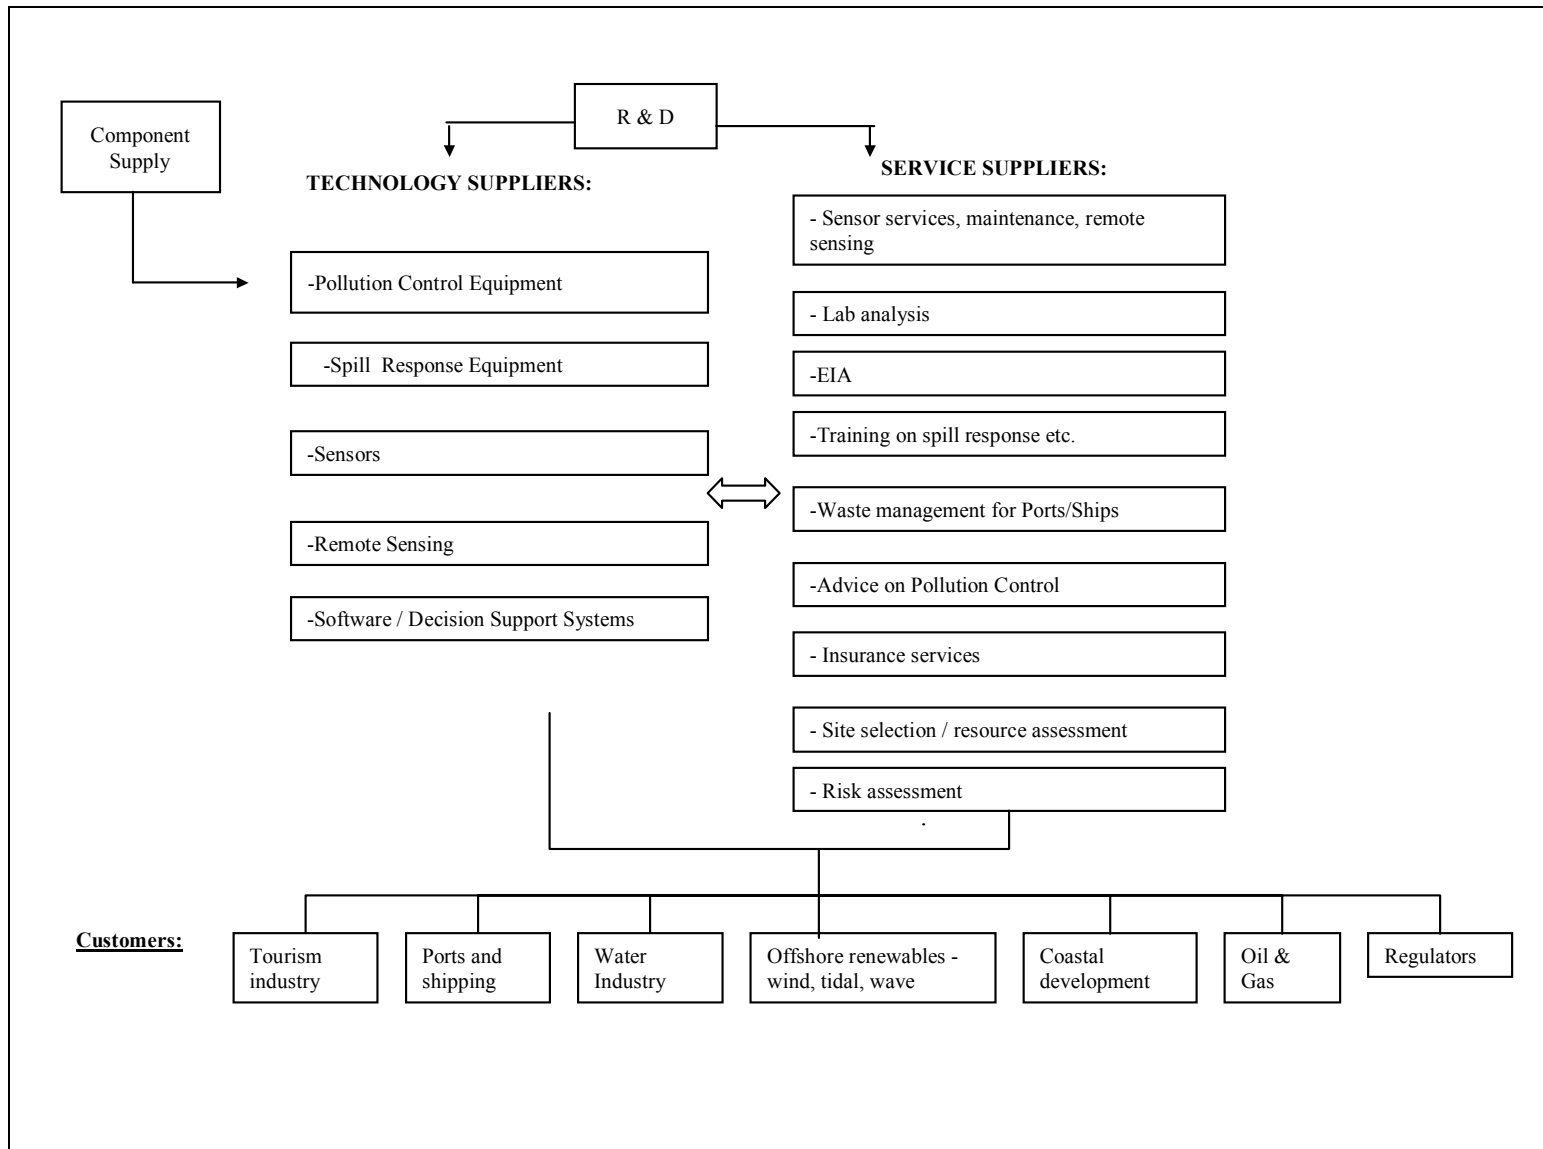 R & D
Component
Supply
TECHNOLOGY SUPPLIERS:
-Pollution Control Equipment
-Spill  Response Equipment
-Sensors
-Remote Sensing
-Software / Decision Support Systems
SERVICE SUPPLIERS:
- Sensor services, maintenance, remote
sensing
- Lab analysis
-EIA
-Training on spill response etc.
-Waste management for Ports/Ships
-Advice on Pollution Control
- Insurance services
- Site selection / resource assessment
- Risk assessment
.
Customers:
Tourism
industry
Ports and
shipping
Water
Industry
Offshore renewables -
wind, tidal, wave
Coastal
development
Oil &
Gas
Regulators